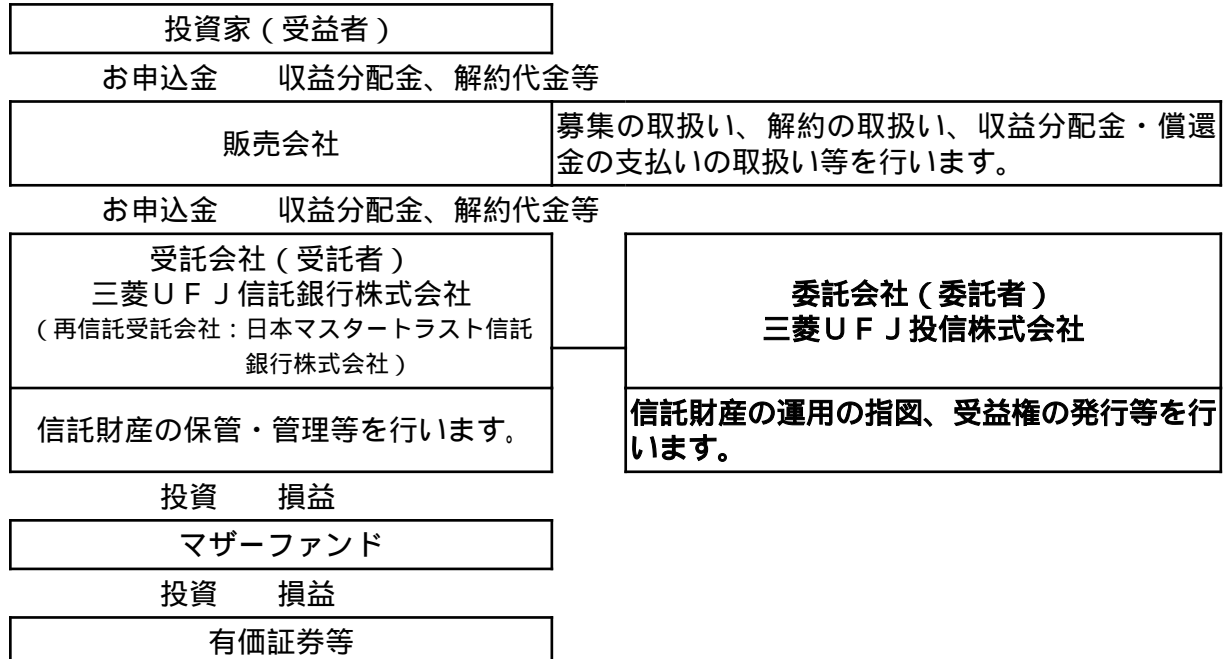 投資家(受益者)
お申込金 収益分配金、解約代金等
販売会社
募集の取扱い、解約の取扱い、収益分配金・償還
金の支払いの取扱い等を行います。
お申込金 収益分配金、解約代金等
受託会社(受託者)
三菱UFJ信託銀行株式会社
(再信託受託会社:日本マスタートラスト信託
銀行株式会社)
信託財産の保管・管理等を行います。
委託会社(委託者)
三菱UFJ投信株式会社
信託財産の運用の指図、受益権の発行等を行
います。
投資 損益
マザーファンド
投資 損益
有価証券等